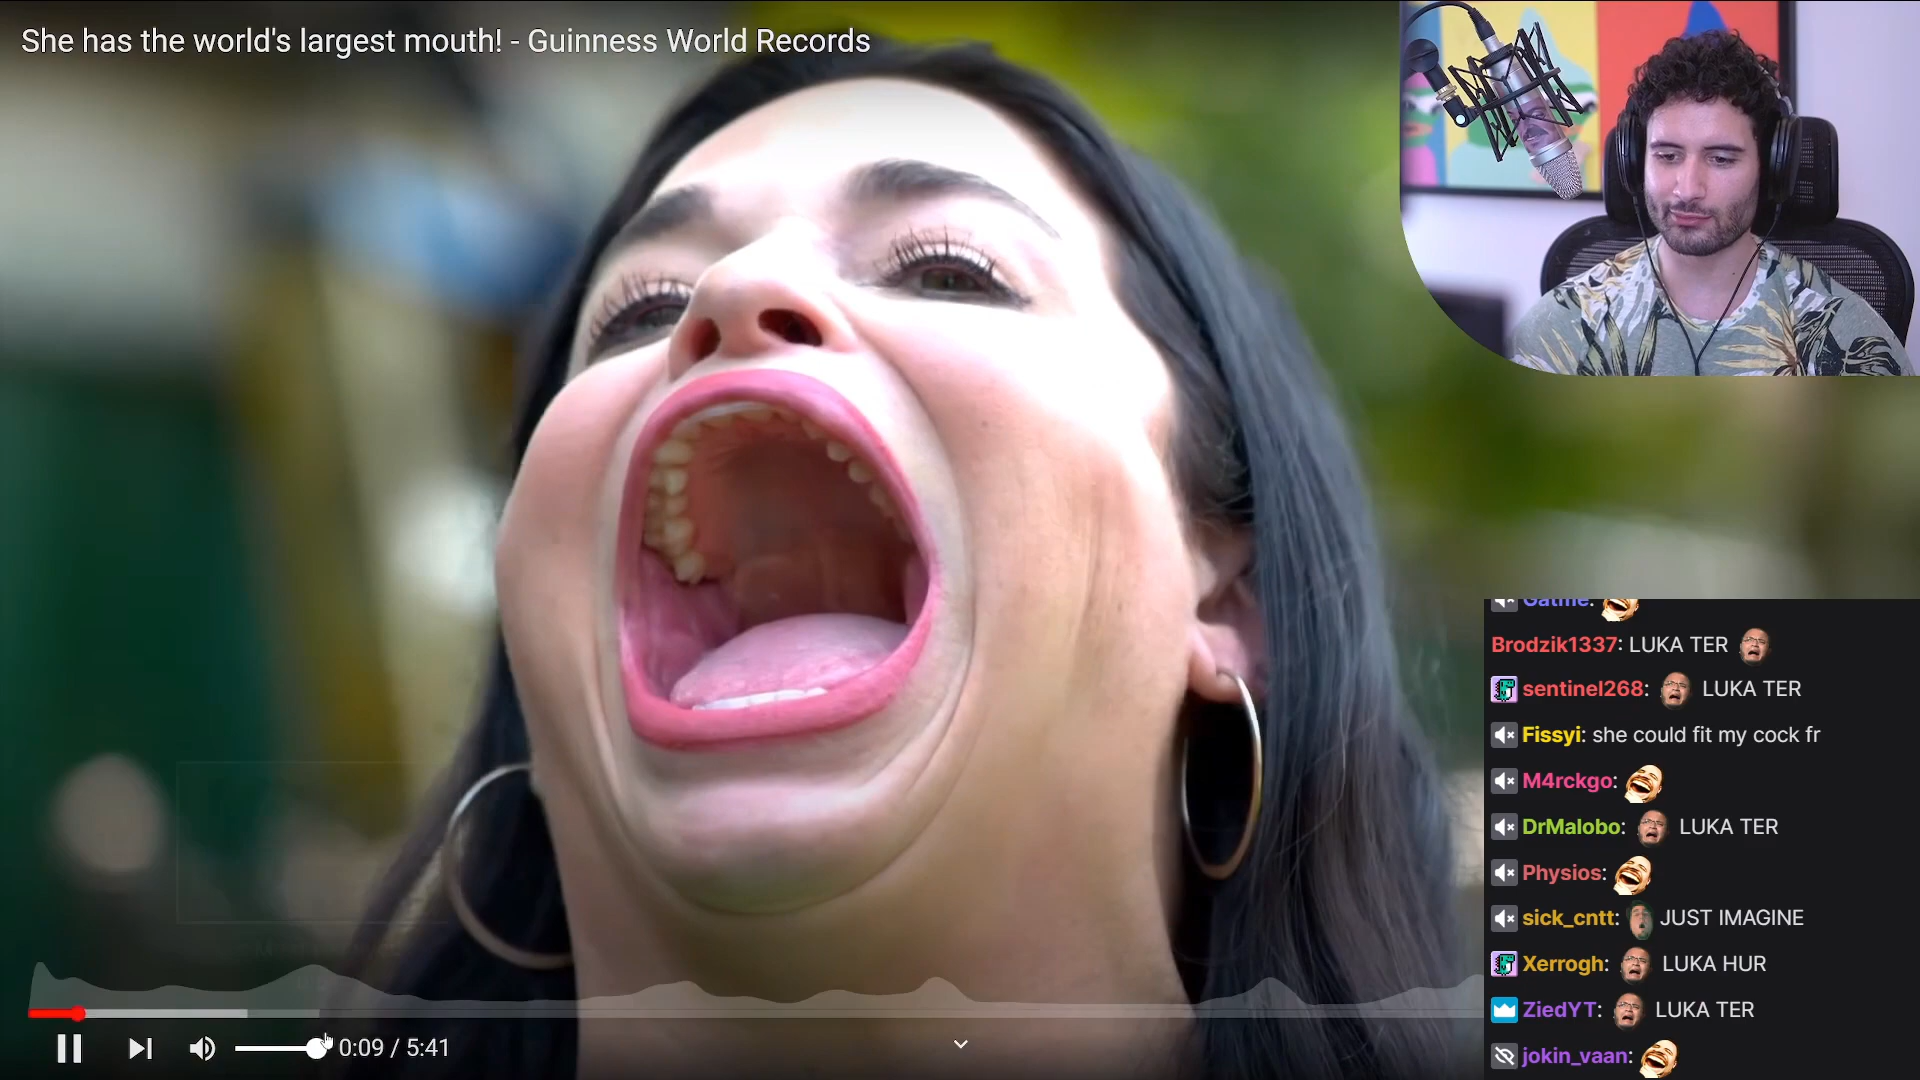 She has the world's largest mouth! - Guinness World Records
Gatme:
Brodzik1337: LUKA TER
sentinel268: LUKA TER
Fissyi: she could fit my cock fr
M4rckgo:
DrMalobo: LUKA TER
Physios:
sick_cntt: JUST IMAGINE
Xerrogh: LUKA HUR
ZiedYT: LUKA TER
jokin_vaan:
0:09 / 5:41